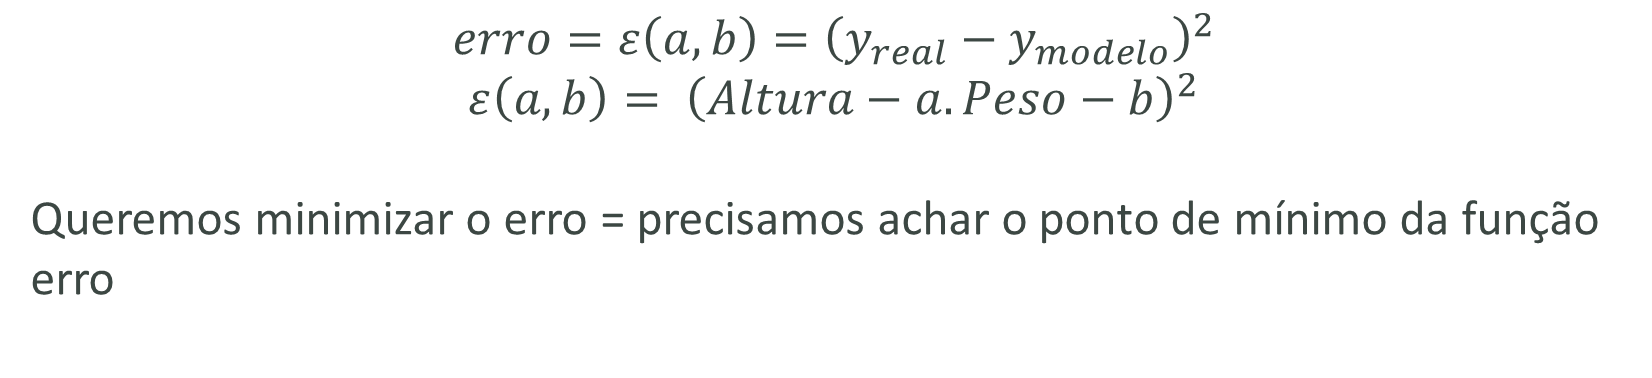 erro = ε(a, b) = (y_real − y_modelo)²
ε(a, b) = (Altura − a. Peso − b)²
Queremos minimizar o erro = precisamos achar o ponto de mínimo da função
erro